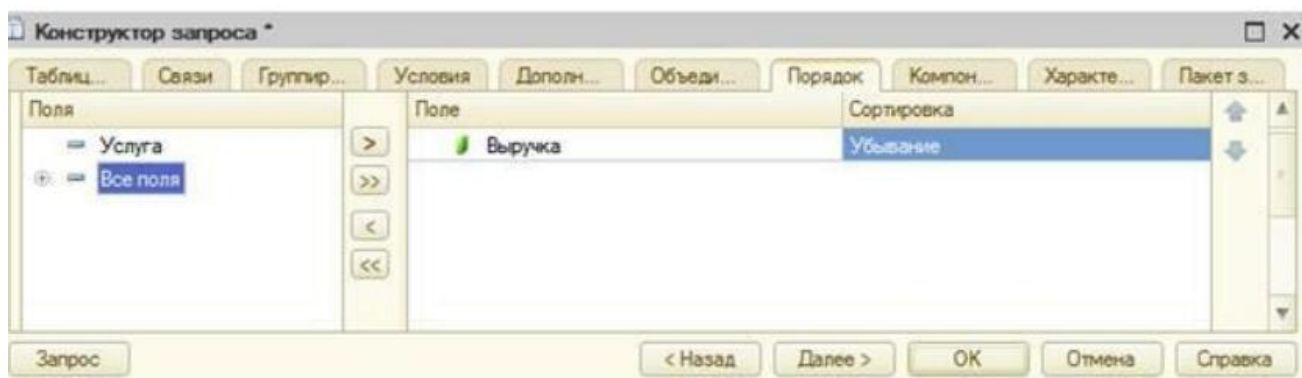 Конструктор запроса *
Таблиц... Связи Группир... Условия Дополн... Объеди... Порядок Компон... Характе... Пакет з...
Поля Поле Сортировка
Услуга > Выручка Убывание
Все поля >>
<
<<
Запрос < Назад Далее > ОК Отмена Справка